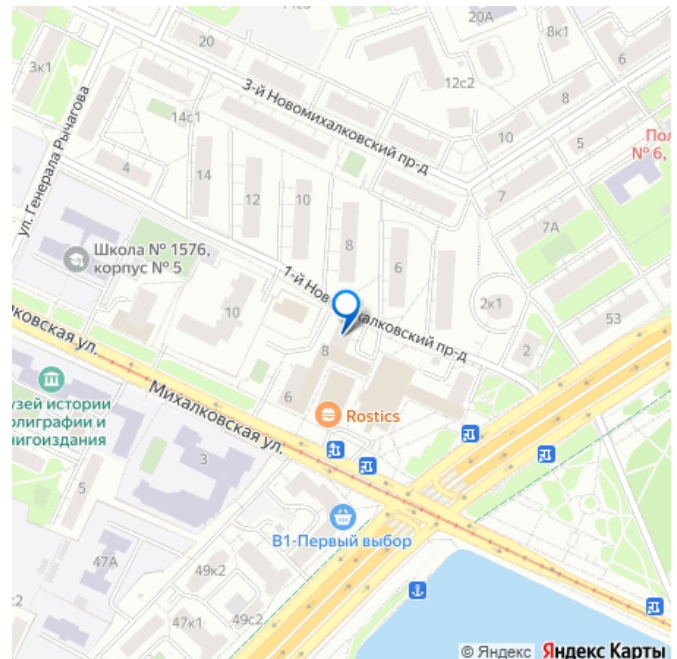 20А
8к1
20
6
3к1
12с2
3-й Новомихалковский пр-д
8
14с1
ул. Генерала Рычагова
10
5
Пол
№ 6,
4
14
7
12
10
7А
8
Школа № 1576,
корпус № 5
6
1-й Нов
халковский пр-д
2к1
10
53
лковская ул.
8
2
6
узей истории
олиграфии и
нигоиздания
Rostics
Михалковская ул.
3
5
В1-Первый выбор
47А
49к2
с2
47к1
49с2
© Яндекс Яндекс Карты